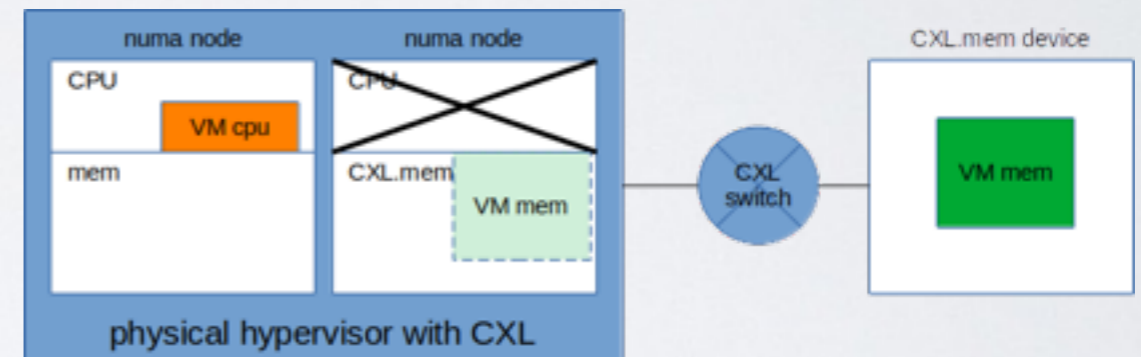 numa node
numa node
CXL.mem device
CPU
CPU
VM cpu
mem
CXL.mem
VM mem
CXL
switch
VM mem
physical hypervisor with CXL